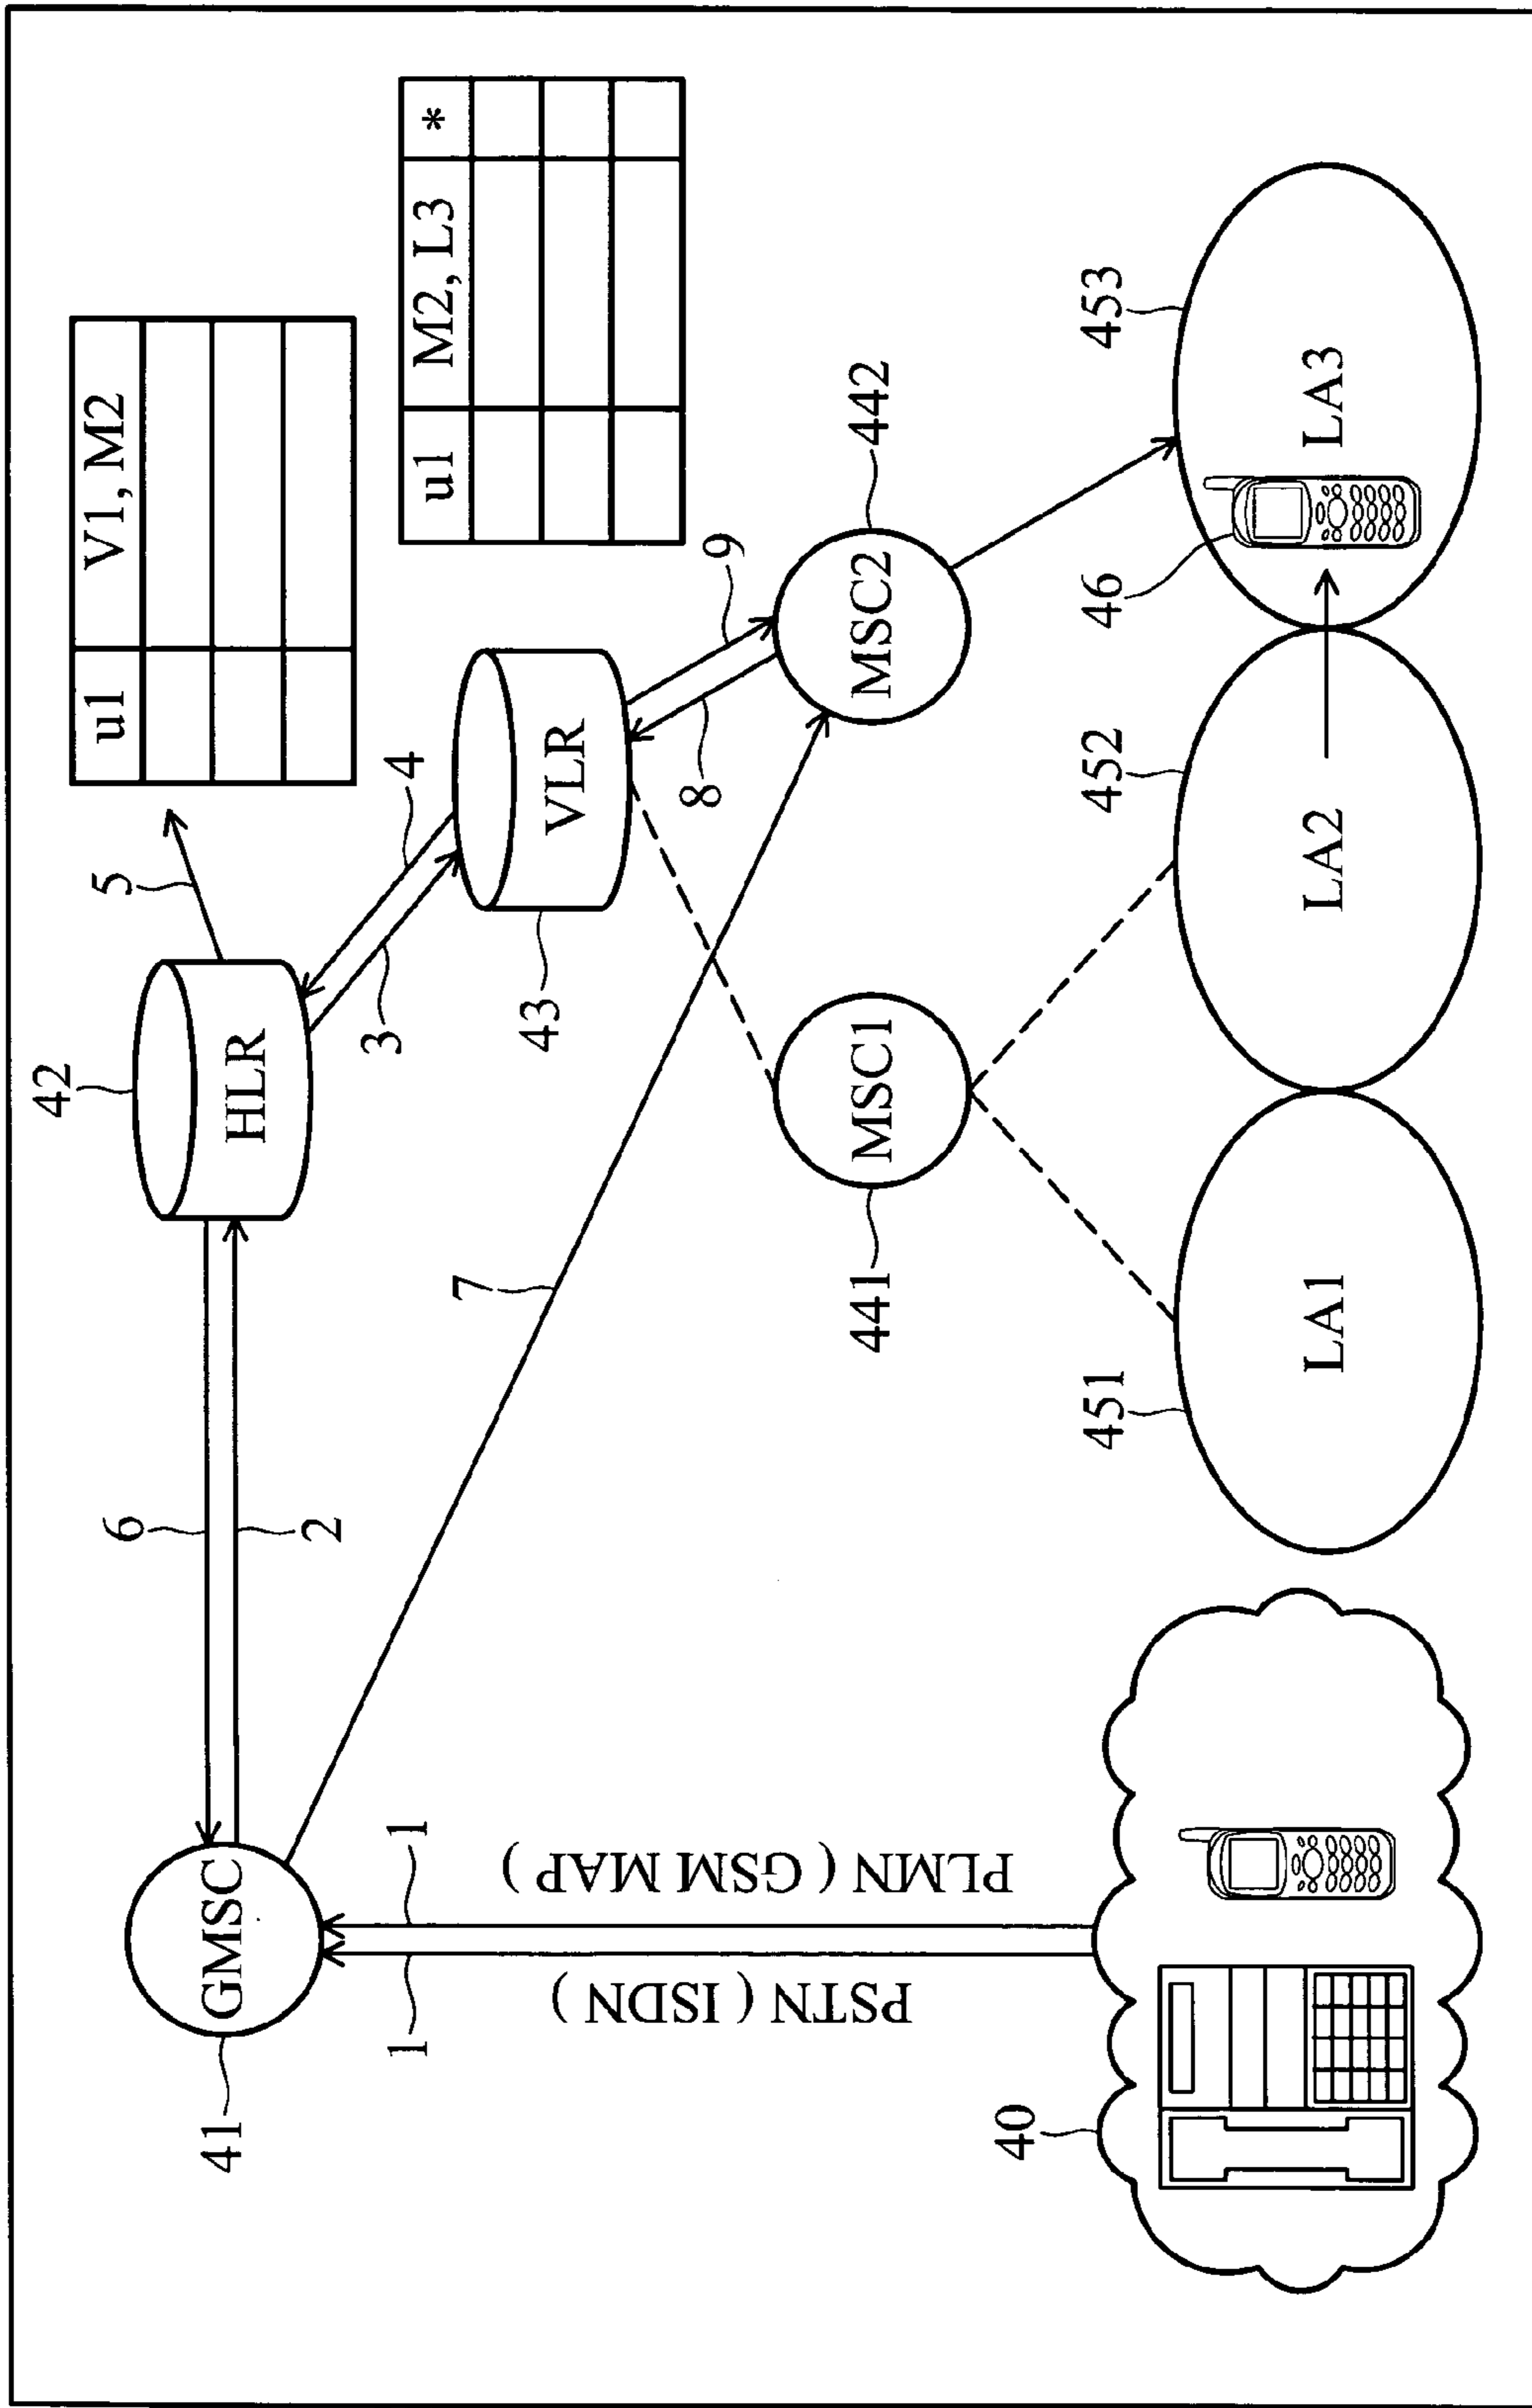 42
HLR
5
u1
V1, M2
41
GMSC
6
2
3
4
u1
M2, L3
*
7
43
VLR
9
8
1
1
PSTN ( ISDN )
PLMN ( GSM MAP )
441
MSC1
MSC2
442
40
451
LA1
452
LA2
46
453
LA3